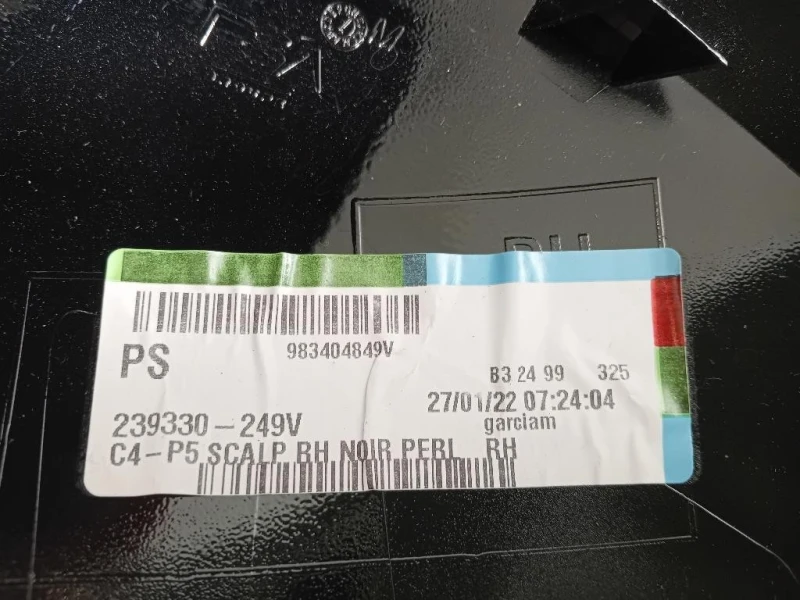 RH
983404849V
PS
B3 24 99 325
27/01/22 07:24:04
garciam
239330-249V
C4-P5 SCALP RH NOIR PERL RH